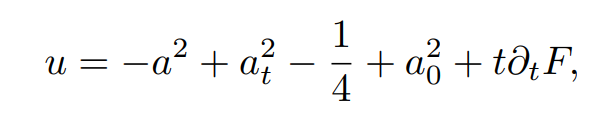 $u = -a^2 + a_t^2 - \frac{1}{4} + a_0^2 + t\partial_t F,$